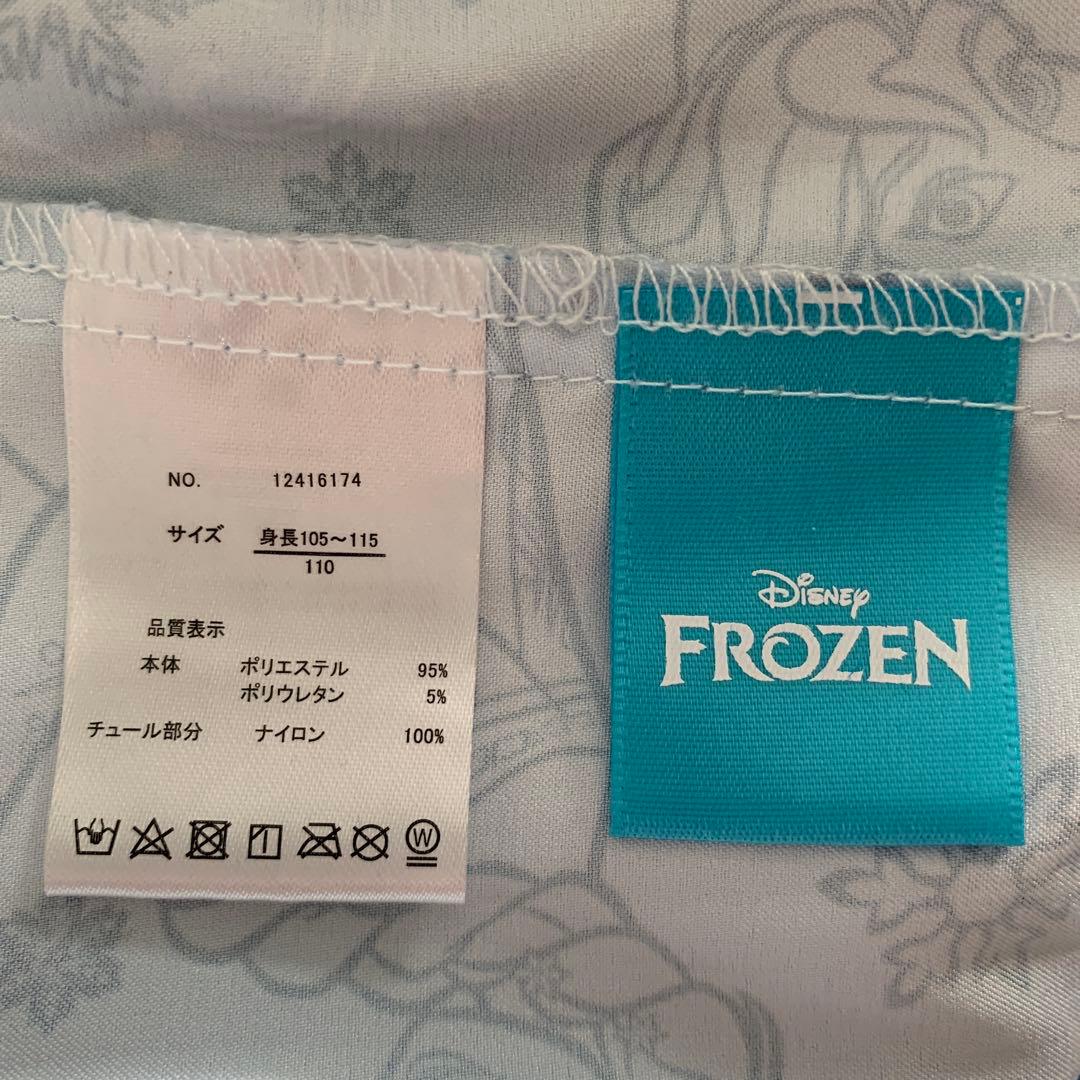 NO. 12416174
サイズ 身長105～115
110
品質表示
本体 ポリエステル 95%
ポリウレタン 5%
チュール部分 ナイロン 100%
W
Disney
FROZEN